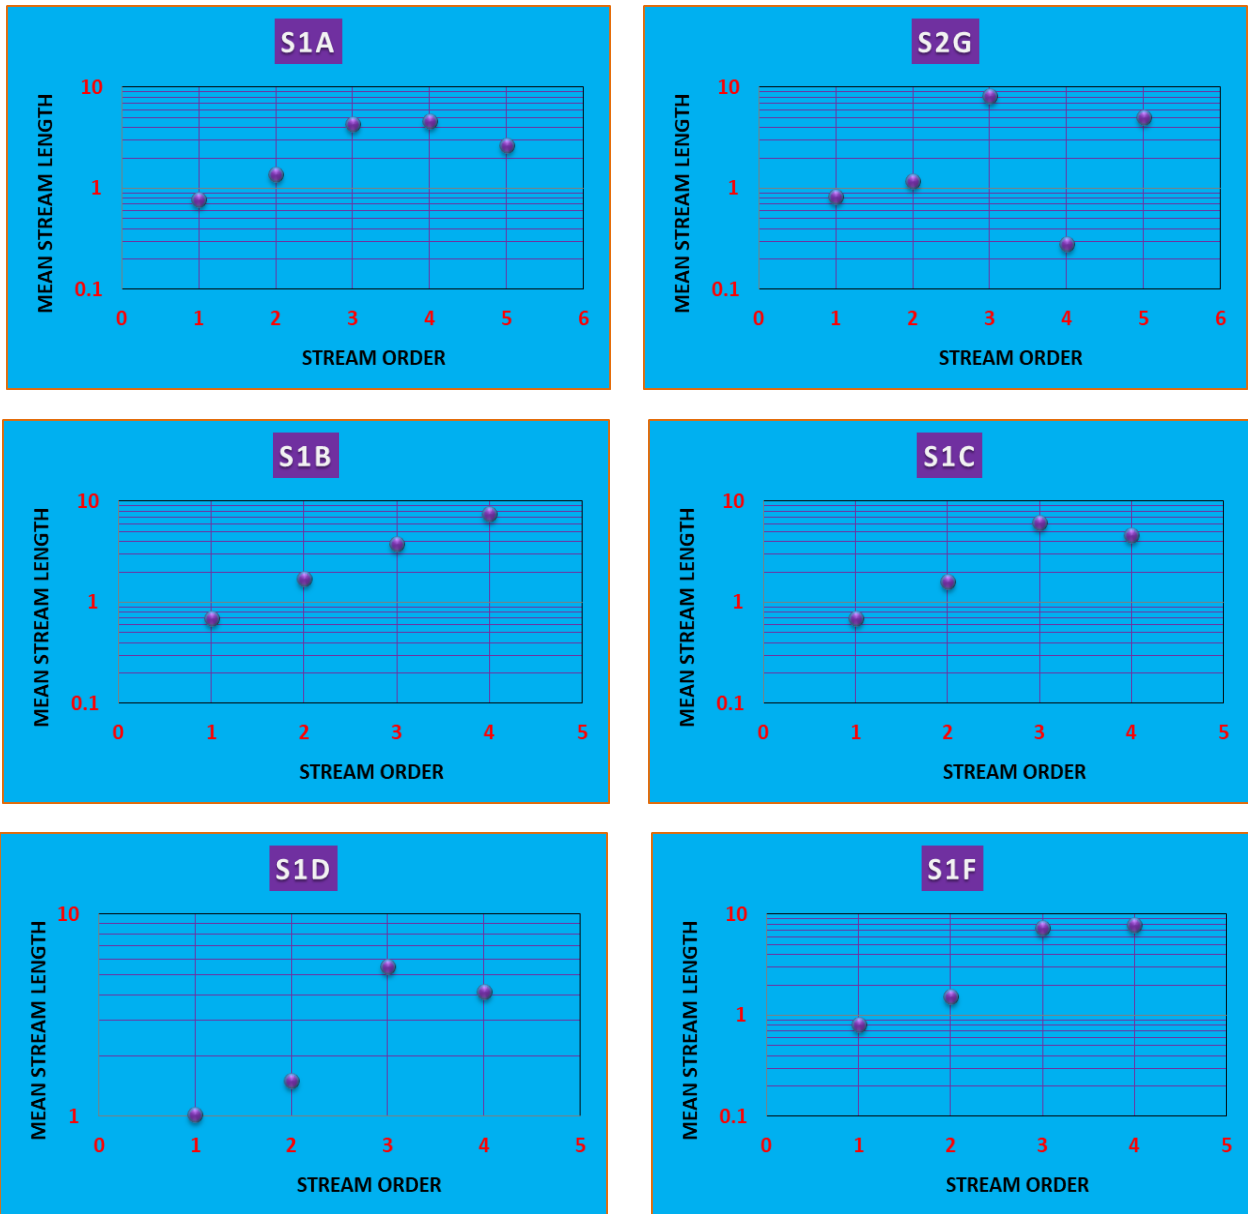 S1A
MEAN STREAM LENGTH
10
1
0.1
0 1 2 3 4 5 6
STREAM ORDER
S2G
MEAN STREAM LENGTH
10
1
0.1
0 1 2 3 4 5 6
STREAM ORDER
S1B
MEAN STREAM LENGTH
10
1
0.1
0 1 2 3 4 5
STREAM ORDER
S1C
MEAN STREAM LENGTH
10
1
0.1
0 1 2 3 4 5
STREAM ORDER
S1D
MEAN STREAM LENGTH
10
1
0 1 2 3 4 5
STREAM ORDER
S1F
MEAN STREAM LENGTH
10
1
0.1
0 1 2 3 4 5
STREAM ORDER